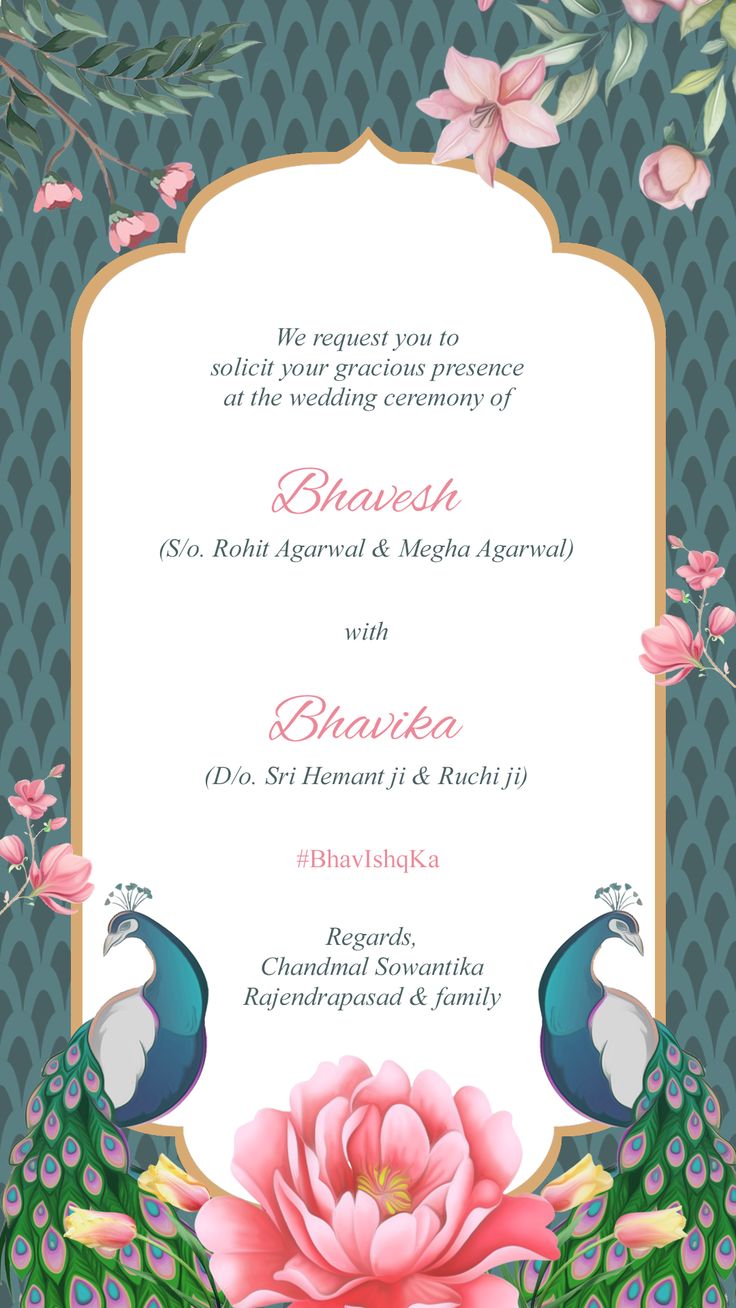 We request you to
solicit your gracious presence
at the wedding ceremony of
Bhavesh
(S/o. Rohit Agarwal & Megha Agarwal)
with
Bhavika
(D/o. Sri Hemant ji & Ruchi ji)
#BhavIshqKa
Regards,
Chandmal Sowantika
Rajendrapasad & family